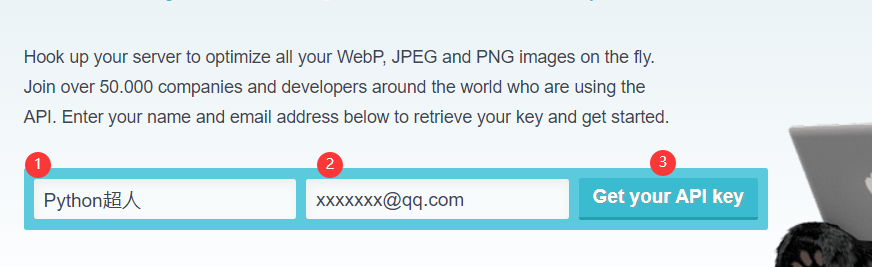 Hook up your server to optimize all your WebP, JPEG and PNG images on the fly.
Join over 50.000 companies and developers around the world who are using the
API. Enter your name and email address below to retrieve your key and get started.
1
2
3
Python超人
xxxxxxx@qq.com
Get your API key